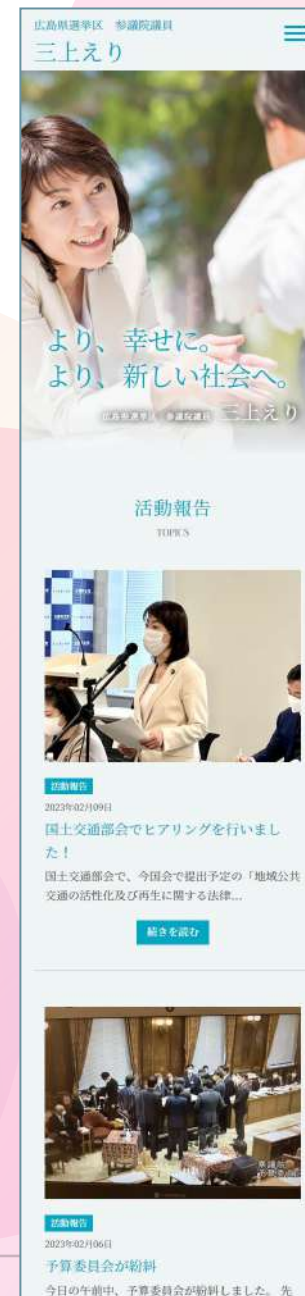 広島県選挙区 参議院議員
三上えり
より、幸せに。
より、新しい社会へ。
広島県選挙区 参議院議員 三上えり
活動報告
TOPICS
活動報告
2023年02月09日
国土交通部会でヒアリングを行いまし
た！
国土交通部会で、今国会で提出予定の「地域公共
交通の活性化及び再生に関する法律...
続きを読む
活動報告
2023年02月06日
予算委員会が紛糾
今日の午前中、予算委員会が紛糾しました。 先